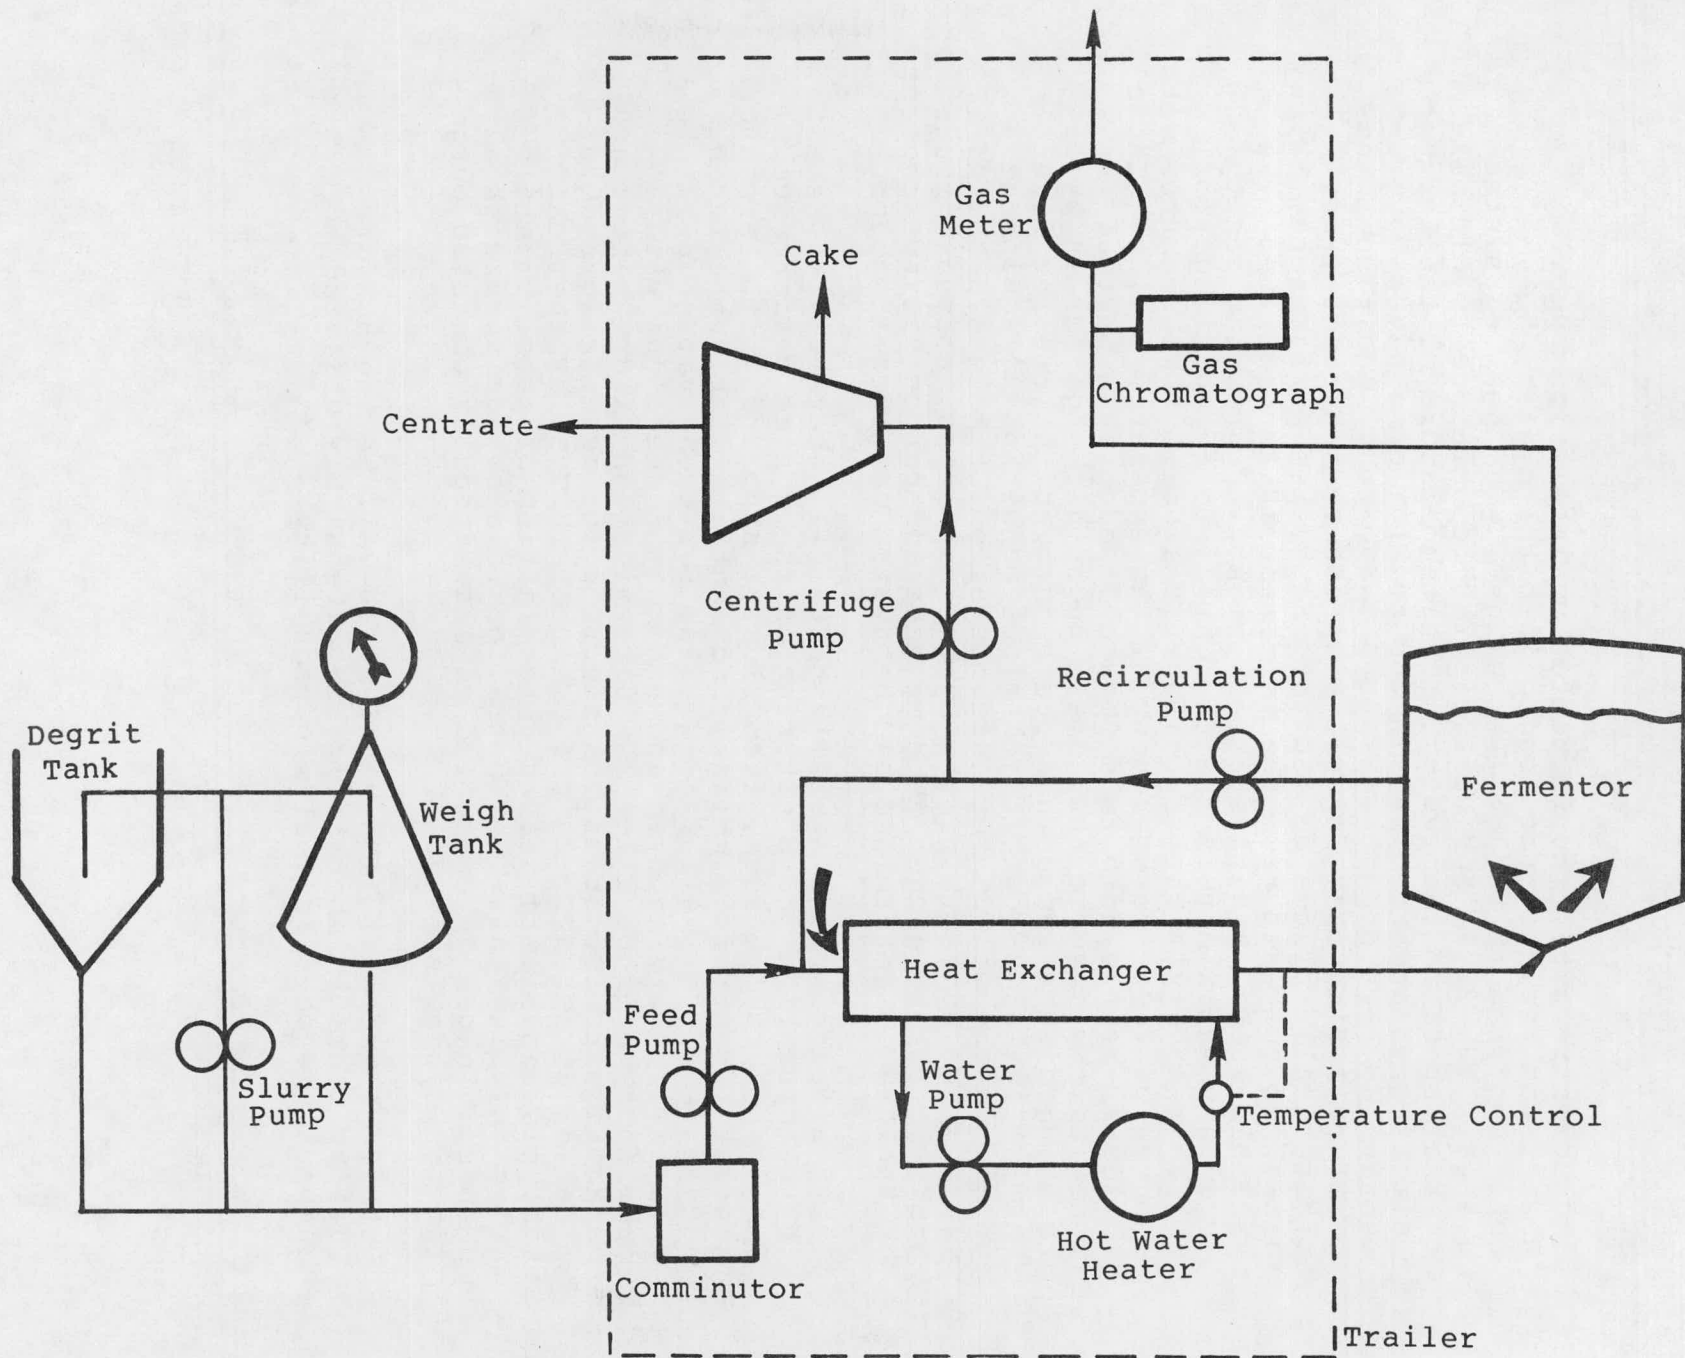 Gas
Meter
Cake
Gas
Chromatograph
Centrate
Centrifuge
Pump
Recirculation
Pump
Degrit
Tank
Weigh
Tank
Fermentor
Heat Exchanger
Feed
Pump
Slurry
Pump
Water
Pump
Temperature Control
Hot Water
Heater
Comminutor
Trailer